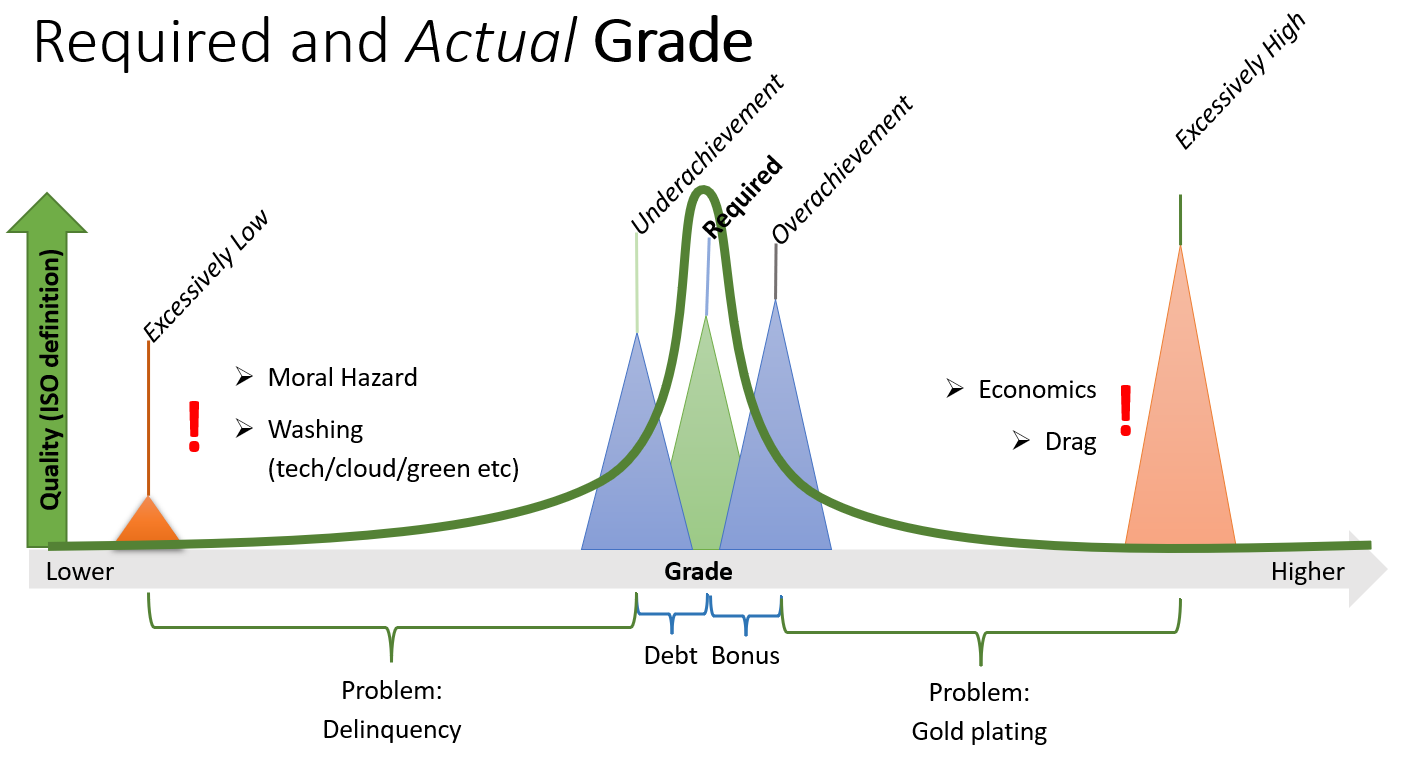 Required and Actual Grade
Excessively High
Underachievement
Required
Overachievement
Excessively Low
Quality (ISO definition)
!
Moral Hazard
Washing
(tech/cloud/green etc)
Economics
Drag
!
Lower
Grade
Higher
Debt
Bonus
Problem:
Delinquency
Problem:
Gold plating